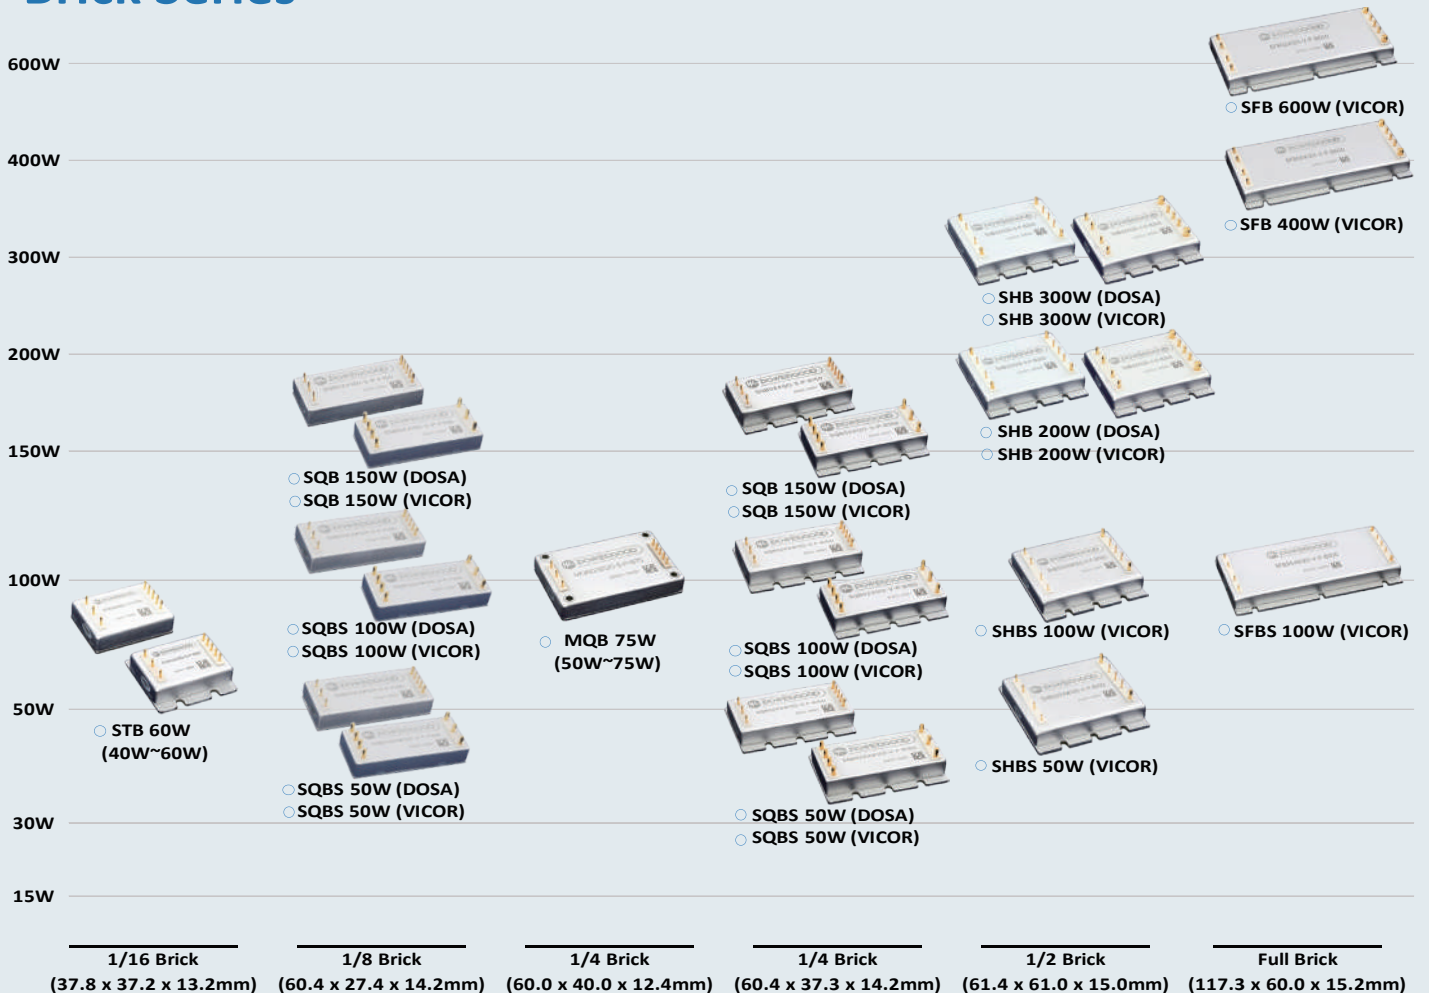 Brick Series
600W
SFB 600W (VICOR)
400W
SFB 400W (VICOR)
300W
SHB 300W (DOSA)
SHB 300W (VICOR)
200W
SHB 200W (DOSA)
SHB 200W (VICOR)
150W
SQB 150W (DOSA)
SQB 150W (VICOR)
SQB 150W (DOSA)
SQB 150W (VICOR)
100W
SQBS 100W (DOSA)
SQBS 100W (VICOR)
MQB 75W
(50W~75W)
SQBS 100W (DOSA)
SQBS 100W (VICOR)
SHBS 100W (VICOR)
SFBS 100W (VICOR)
50W
STB 60W
(40W~60W)
SQBS 50W (DOSA)
SQBS 50W (VICOR)
SQBS 50W (DOSA)
SQBS 50W (VICOR)
SHBS 50W (VICOR)
30W
15W
1/16 Brick
(37.8 x 37.2 x 13.2mm)
1/8 Brick
(60.4 x 27.4 x 14.2mm)
1/4 Brick
(60.0 x 40.0 x 12.4mm)
1/4 Brick
(60.4 x 37.3 x 14.2mm)
1/2 Brick
(61.4 x 61.0 x 15.0mm)
Full Brick
(117.3 x 60.0 x 15.2mm)